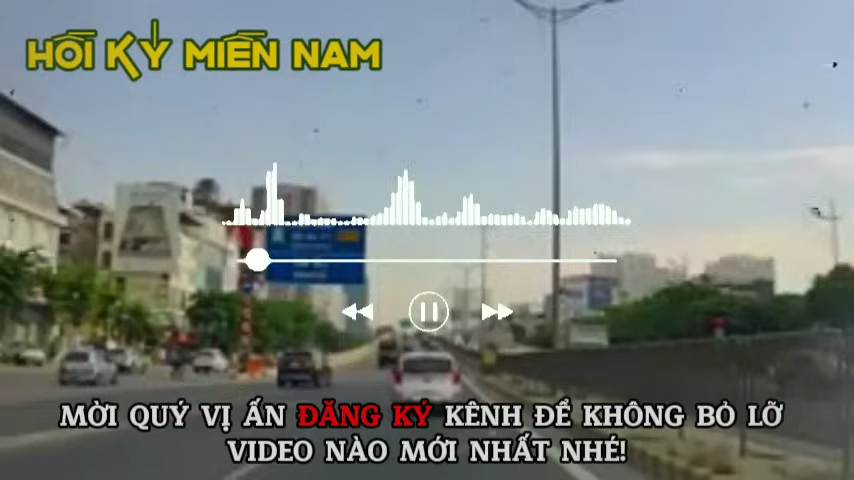 HỒI KÝ MIỀN NAM
MỜI QUÝ VỊ ẤN ĐĂNG KÝ KÊNH ĐỂ KHÔNG BỎ LỠ
VIDEO NÀO MỚI NHẤT NHÉ!